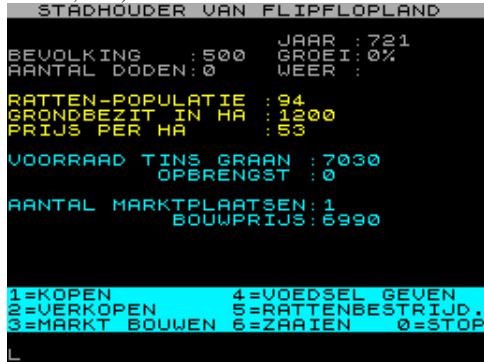 STADHOUDER VAN FLIPFLOPLAND
JAAR :721
BEVOLKING :500 GROEI:0%
AANTAL DODEN:0 WEER :
RATTEN-POPULATIE :94
GRONDBEZIT IN HA :1200
PRIJS PER HA :53
VOORRAAD TINS GRAAN :7030
OPBRENGST :0
AANTAL MARKTPLAATSEN:1
BOUWPRIJS:6990
1=KOPEN 4=VOEDSEL GEVEN
2=VERKOPEN 5=RATTENBESTRIJD.
3=MARKT BOUWEN 6=ZAAIEN 0=STOP
L